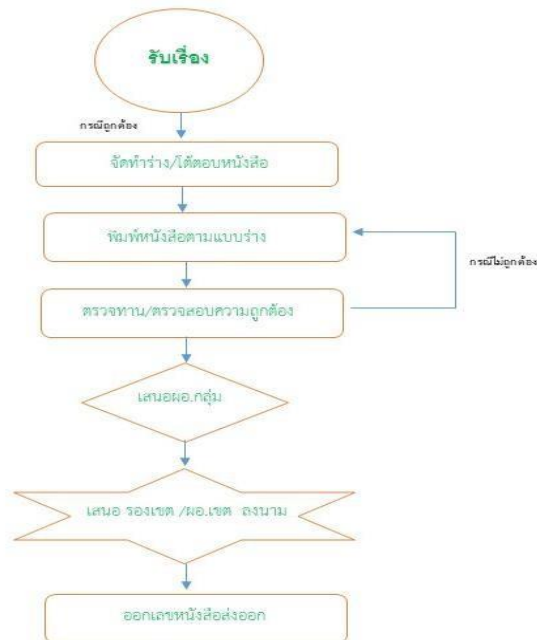 รับเรื่อง
กรณีถูกต้อง
จัดทำร่าง/โต้ตอบหนังสือ
พิมพ์หนังสือตามแบบร่าง
กรณีไม่ถูกต้อง
ตรวจทาน/ตรวจสอบความถูกต้อง
เสนอผอ.กลุ่ม
เสนอ รองเขต /ผอ.เขต ลงนาม
ออกเลขหนังสือส่งออก